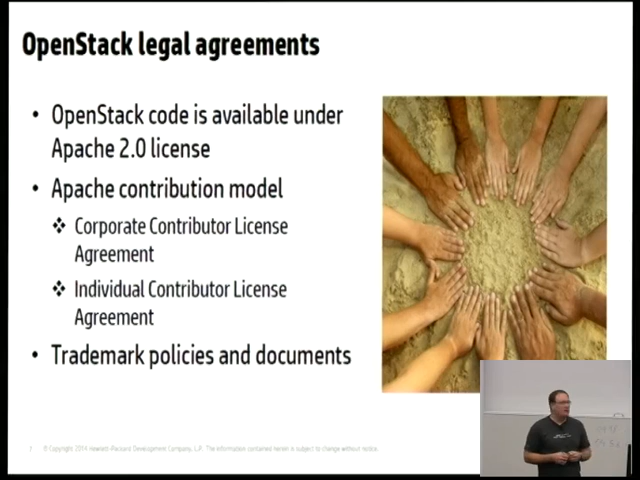 OpenStack legal agreements
• OpenStack code is available under
Apache 2.0 license
• Apache contribution model
❖ Corporate Contributor License
Agreement
❖ Individual Contributor License
Agreement
• Trademark policies and documents
© Copyright 2014 Hewlett-Packard Development Company, L.P. The information contained herein is subject to change without notice.